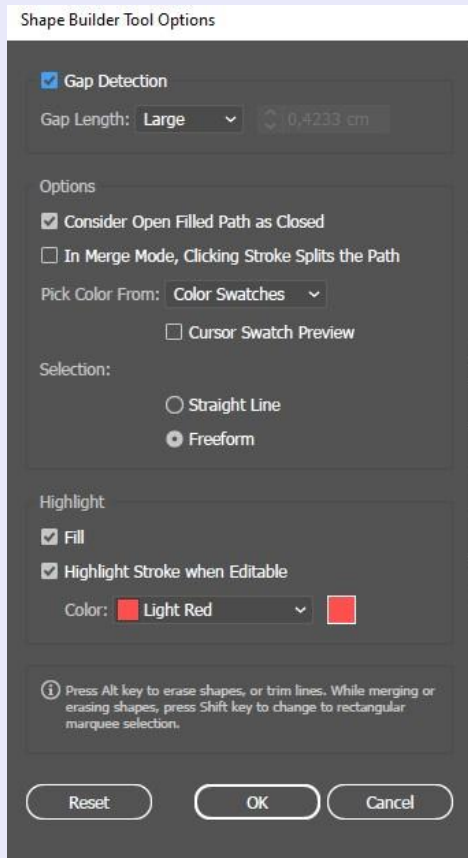 Shape Builder Tool Options
Gap Detection
Gap Length: Large 0,4233 cm
Options
Consider Open Filled Path as Closed
In Merge Mode, Clicking Stroke Splits the Path
Pick Color From: Color Swatches
Cursor Swatch Preview
Selection:
Straight Line
Freeform
Highlight
Fill
Highlight Stroke when Editable
Color: Light Red
Press Alt key to erase shapes, or trim lines. While merging or
erasing shapes, press Shift key to change to rectangular
marquee selection.
Reset OK Cancel